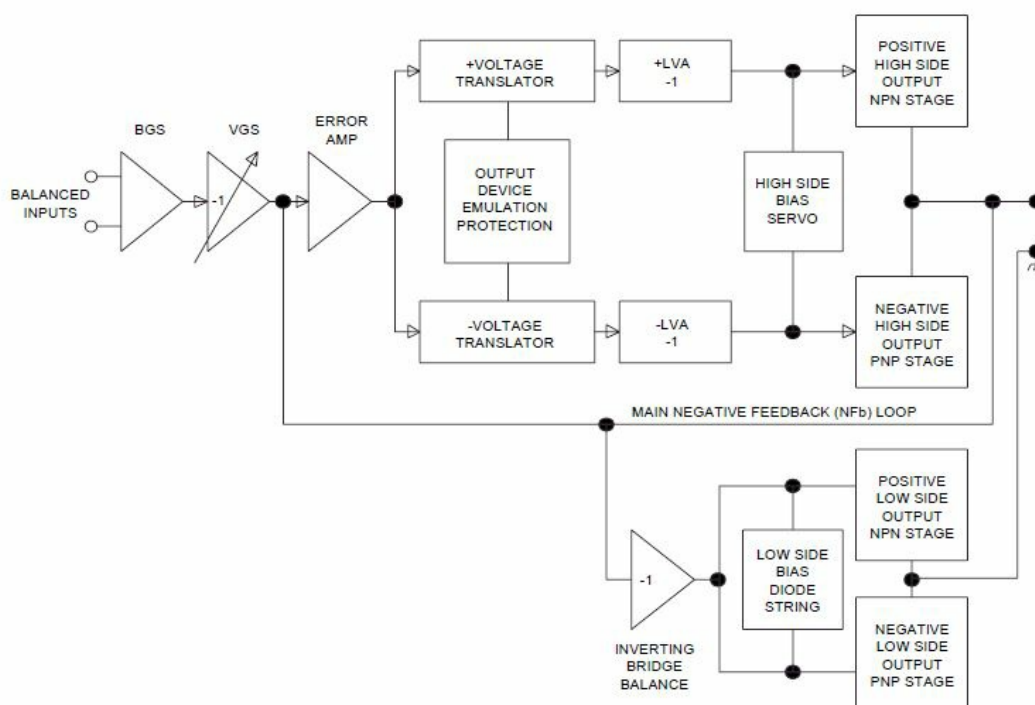 BGS
VGS
ERROR
AMP
BALANCED
INPUTS
-1
+VOLTAGE
TRANSLATOR
+LVA
-1
POSITIVE
HIGH SIDE
OUTPUT
NPN STAGE
OUTPUT
DEVICE
EMULATION
PROTECTION
HIGH SIDE
BIAS
SERVO
-VOLTAGE
TRANSLATOR
-LVA
-1
NEGATIVE
HIGH SIDE
OUTPUT
PNP STAGE
MAIN NEGATIVE FEEDBACK (NFb) LOOP
-1
INVERTING
BRIDGE
BALANCE
LOW SIDE
BIAS
DIODE
STRING
POSITIVE
LOW SIDE
OUTPUT
NPN STAGE
NEGATIVE
LOW SIDE
OUTPUT
PNP STAGE